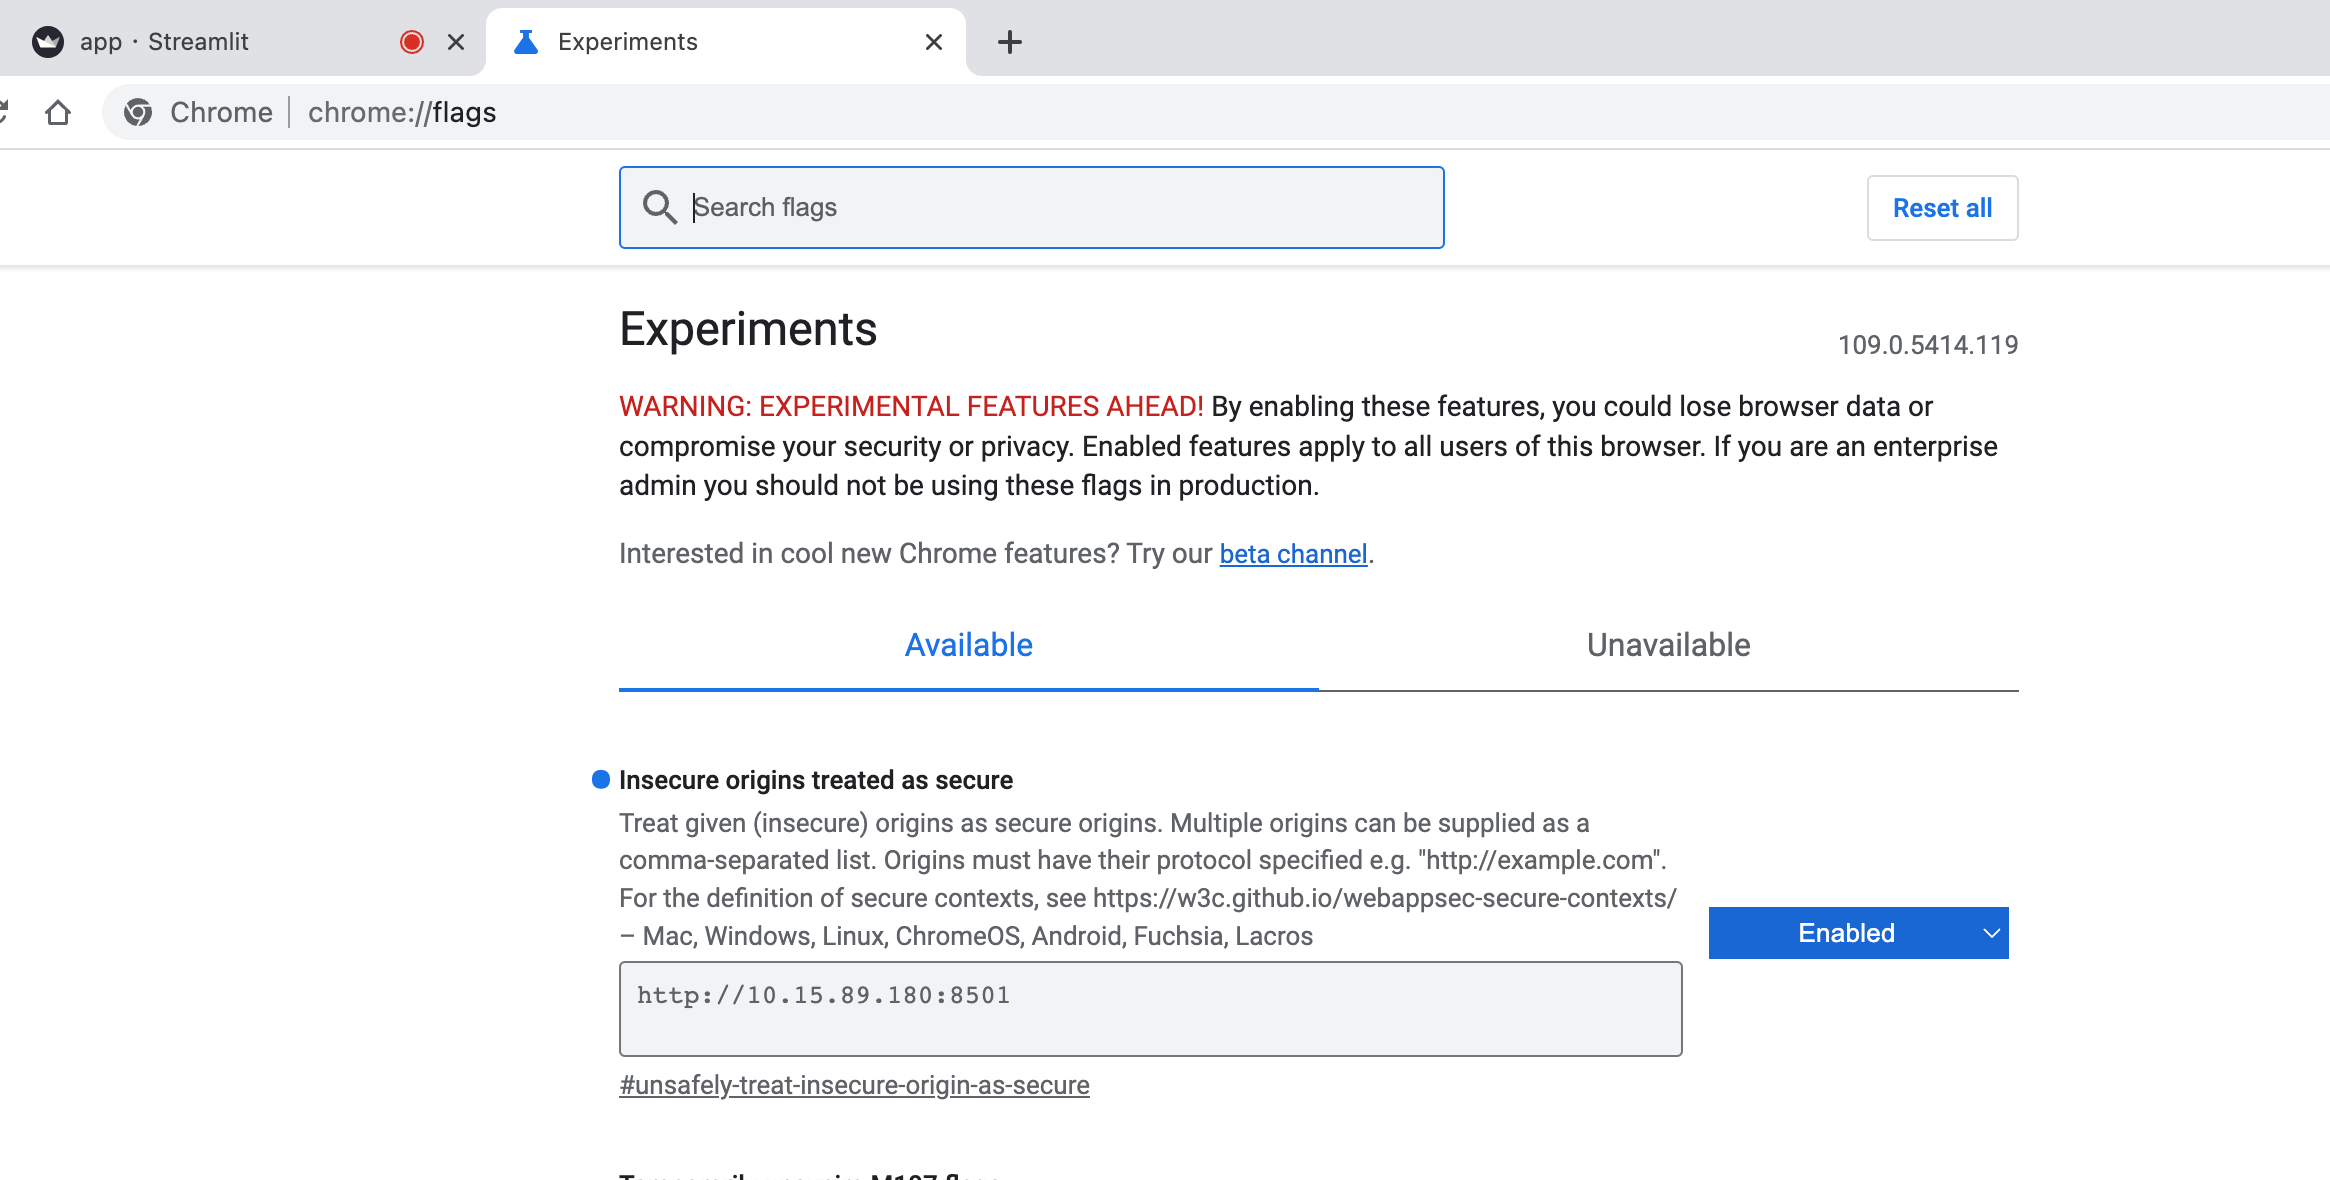 app · Streamlit
Experiments
Chrome
chrome://flags
Search flags
Reset all
Experiments
109.0.5414.119
WARNING: EXPERIMENTAL FEATURES AHEAD! By enabling these features, you could lose browser data or
compromise your security or privacy. Enabled features apply to all users of this browser. If you are an enterprise
admin you should not be using these flags in production.
Interested in cool new Chrome features? Try our beta channel.
Available
Unavailable
Insecure origins treated as secure
Treat given (insecure) origins as secure origins. Multiple origins can be supplied as a
comma-separated list. Origins must have their protocol specified e.g. "http://example.com".
For the definition of secure contexts, see https://w3c.github.io/webappsec-secure-contexts/
– Mac, Windows, Linux, ChromeOS, Android, Fuchsia, Lacros
Enabled
http://10.15.89.180:8501
#unsafely-treat-insecure-origin-as-secure